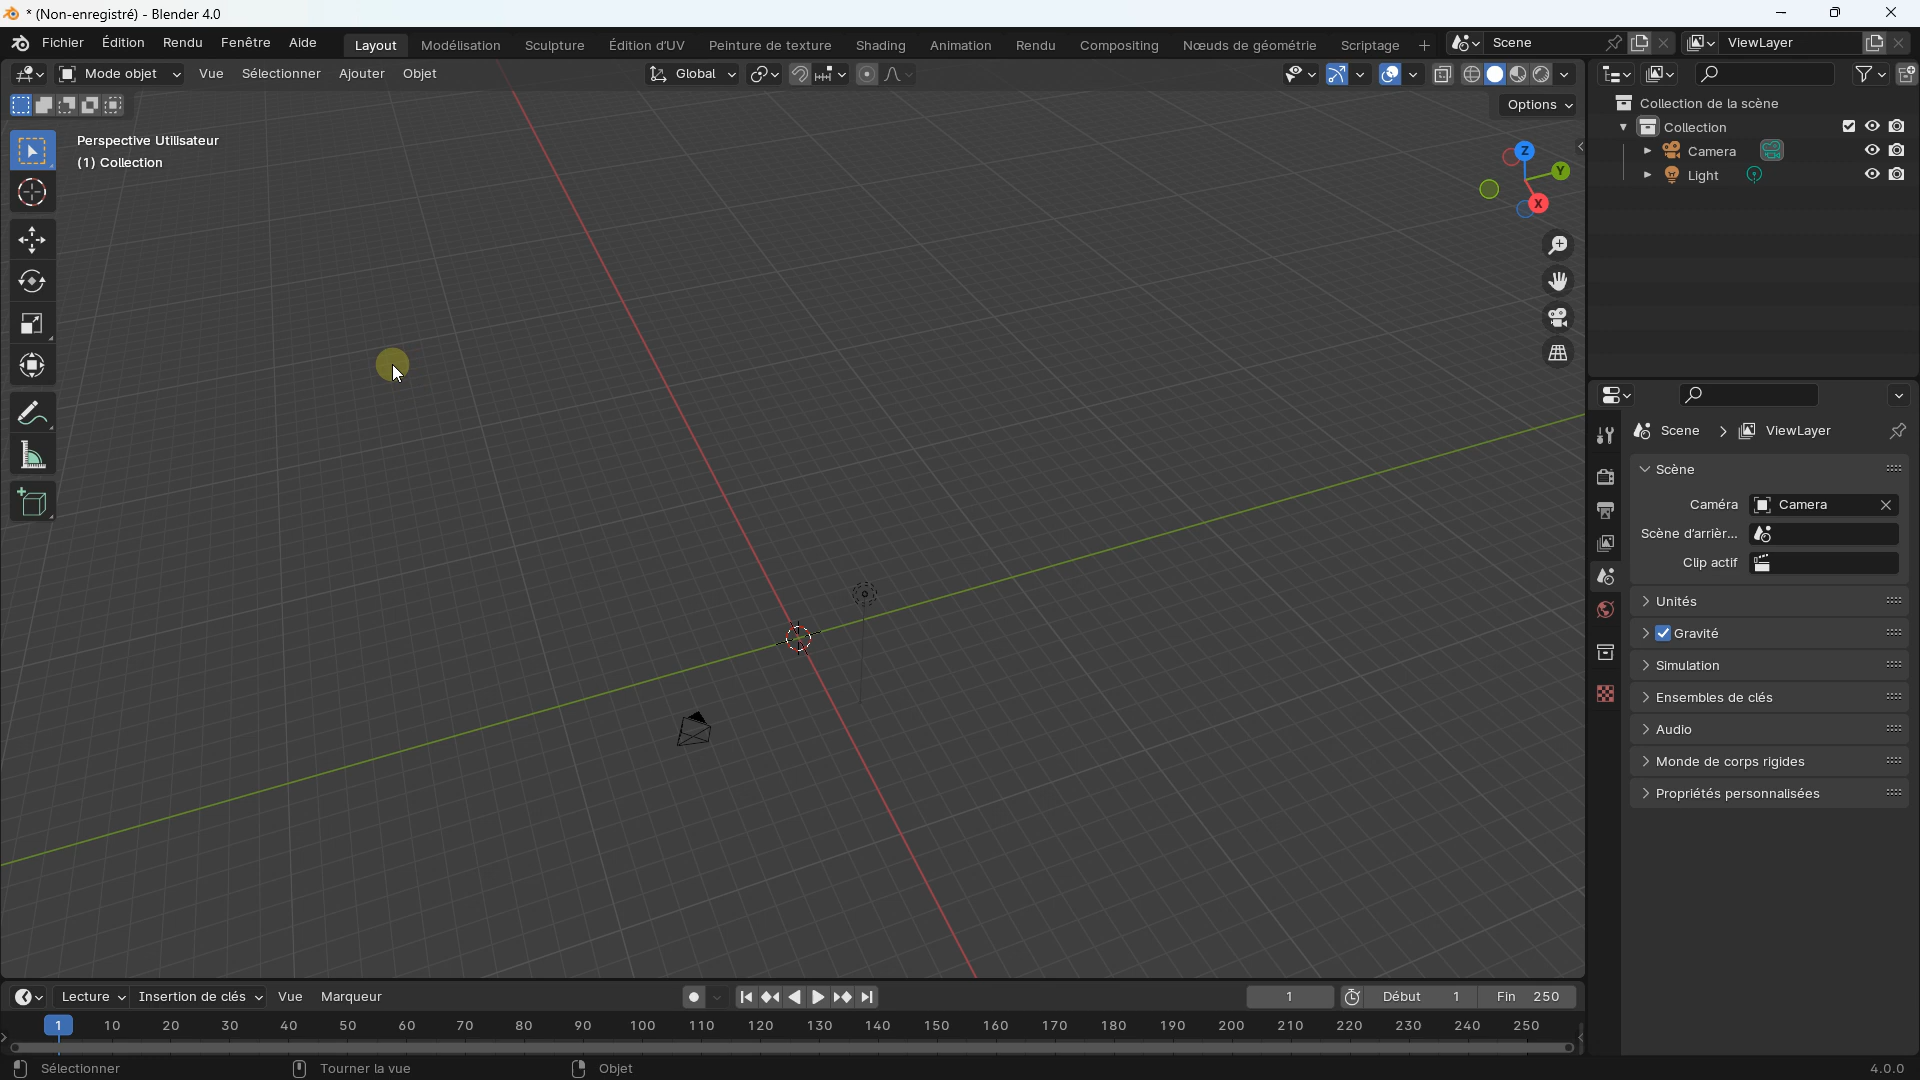 * (Non-enregistré) - Blender 4.0
Fichier Édition Rendu Fenêtre Aide Layout Modélisation Sculpture Édition d'UV Peinture de texture Shading Animation Rendu Compositing Nœuds de géométrie Scriptage + Scene ViewLayer
Mode objet Vue Sélectionner Ajouter Objet Global
Options
Perspective Utilisateur
(1) Collection
Z
Y
X
Collection de la scène
Collection
Camera
Light
Scene > ViewLayer
Scène
Caméra Camera
Scène d'arrièr...
Clip actif
Unités
Gravité
Simulation
Ensembles de clés
Audio
Monde de corps rigides
Propriétés personnalisées
Lecture Insertion de clés Vue Marqueur 1 Début 1 Fin 250
1 10 20 30 40 50 60 70 80 90 100 110 120 130 140 150 160 170 180 190 200 210 220 230 240 250
Sélectionner Tourner la vue Objet 4.0.0